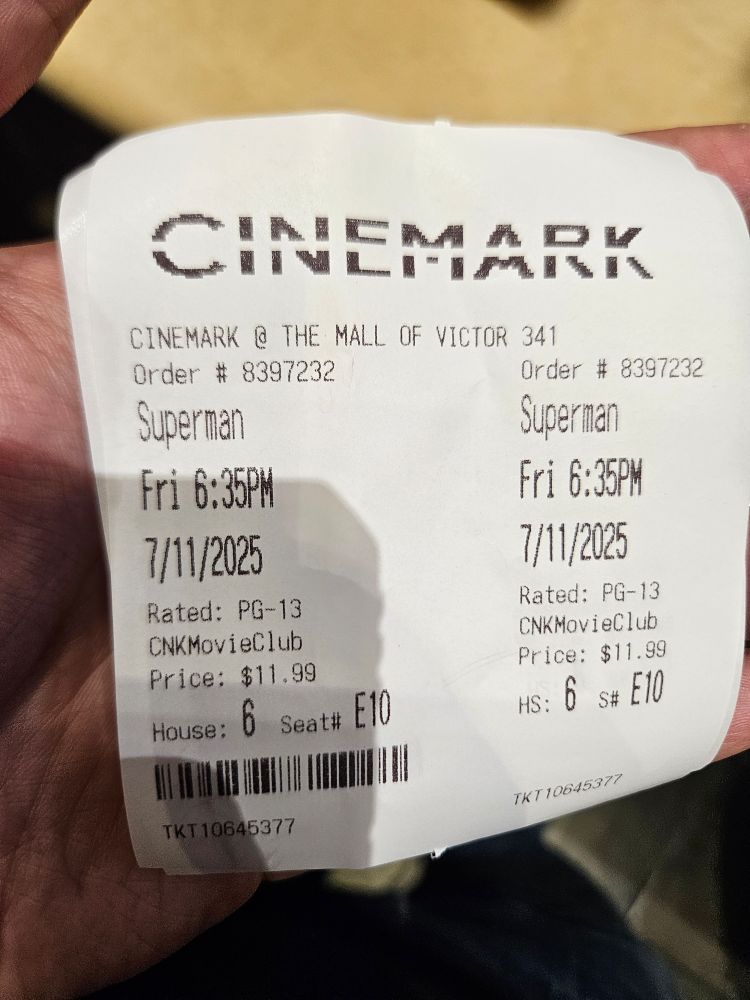 CINEMARK
CINEMARK @ THE MALL OF VICTOR 341
Order # 8397232
Superman
Fri 6:35PM
7/11/2025
Rated: PG-13
CNKMovieClub
Price: $11.99
House: 6 Seat# E10
TKT10645377
Order # 8397232
Superman
Fri 6:35PM
7/11/2025
Rated: PG-13
CNKMovieClub
Price: $11.99
HS: 6 S# E10
TKT10645377